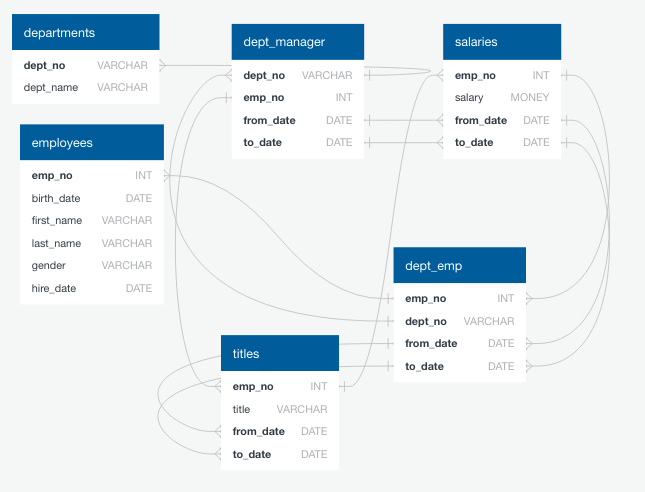 departments
dept_no VARCHAR
dept_name VARCHAR
employees
emp_no INT
birth_date DATE
first_name VARCHAR
last_name VARCHAR
gender VARCHAR
hire_date DATE
dept_manager
dept_no VARCHAR
emp_no INT
from_date DATE
to_date DATE
salaries
emp_no INT
salary MONEY
from_date DATE
to_date DATE
dept_emp
emp_no INT
dept_no VARCHAR
from_date DATE
to_date DATE
titles
emp_no INT
title VARCHAR
from_date DATE
to_date DATE